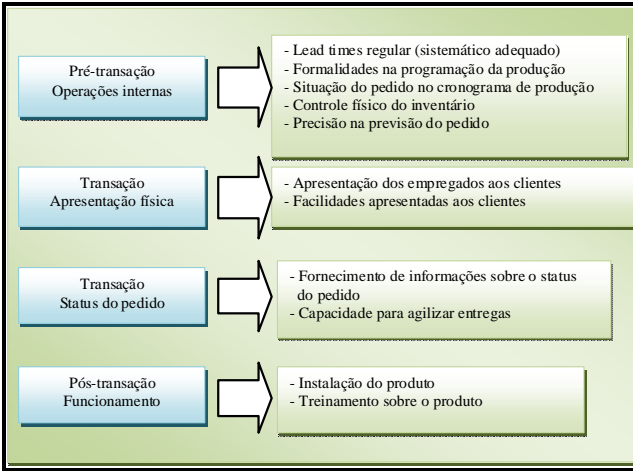 Pré-transação
Operações internas
- Lead times regular (sistemático adequado)
- Formalidades na programação da produção
- Situação do pedido no cronograma de produção
- Controle físico do inventário
- Precisão na previsão do pedido
Transação
Apresentação física
- Apresentação dos empregados aos clientes
- Facilidades apresentadas aos clientes
Transação
Status do pedido
- Fornecimento de informações sobre o status
do pedido
- Capacidade para agilizar entregas
Pós-transação
Funcionamento
- Instalação do produto
- Treinamento sobre o produto